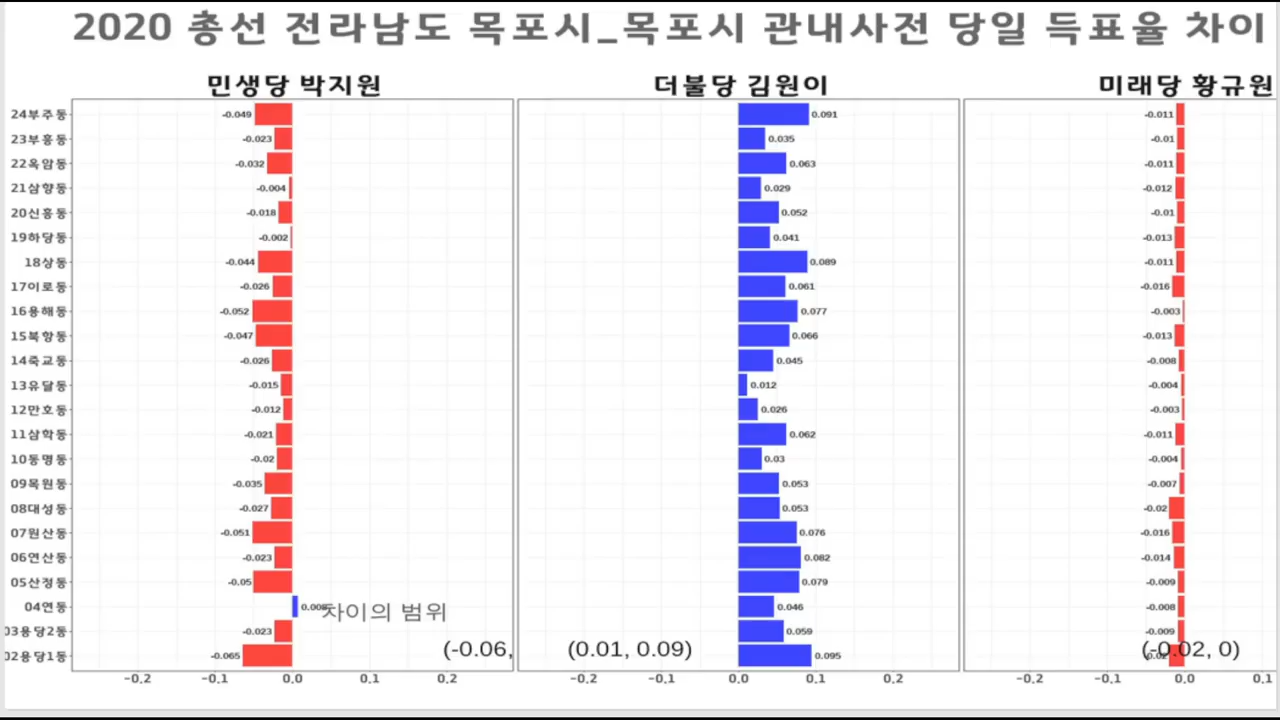 2020 총선 전라남도 목포시_목포시 관내사전 당일 득표율 차이
민생당 박지원 더불당 김원이 미래당 황규원
24부주동 -0.049 0.091 -0.011
23부흥동 -0.023 0.035 -0.01
22옥암동 -0.032 0.063 -0.011
21삼향동 -0.004 0.029 -0.012
20신흥동 -0.018 0.052 -0.01
19하당동 -0.002 0.041 -0.013
18상동 -0.044 0.089 -0.011
17이로동 -0.026 0.061 -0.016
16용해동 -0.052 0.077 -0.003
15북항동 -0.047 0.066 -0.013
14죽교동 -0.026 0.045 -0.008
13유달동 -0.015 0.012 -0.004
12만호동 -0.012 0.026 -0.003
11삼학동 -0.021 0.062 -0.011
10동명동 -0.02 0.03 -0.004
09목원동 -0.035 0.053 -0.007
08대성동 -0.027 0.053 -0.02
07원산동 -0.051 0.076 -0.016
06연산동 -0.023 0.082 -0.014
05산정동 -0.05 0.079 -0.009
04연동 차이의 범위 0.046 -0.008
03용당2동 -0.023 0.059 -0.009
02용당1동 -0.065 (-0.06, (0.01, 0.09) 0.095 (-0.02, 0)
-0.2 -0.1 0.0 0.1 0.2 -0.2 -0.1 0.0 0.1 0.2 -0.2 -0.1 0.0 0.1